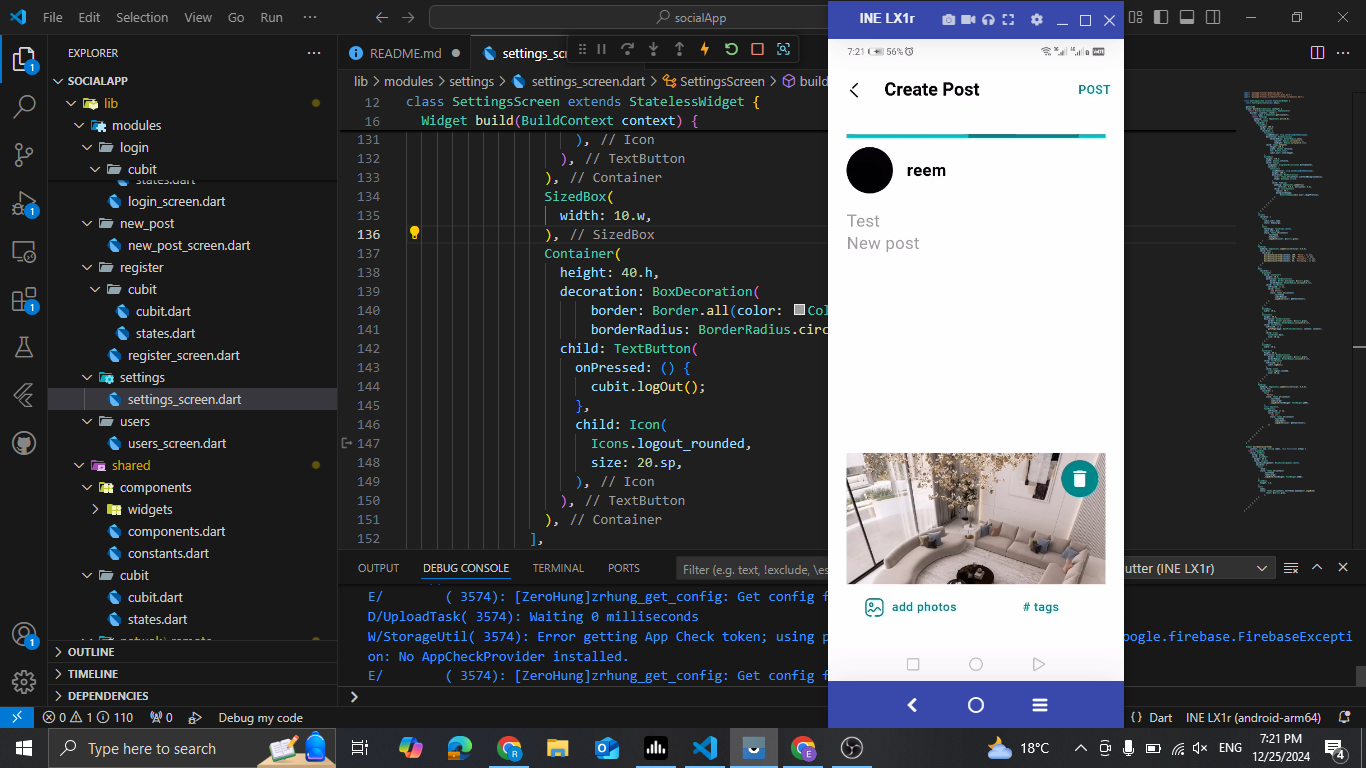 File Edit Selection View Go Run ···
socialApp
EXPLORER
SOCIALAPP
lib
modules
login
cubit
states.dart
login_screen.dart
new_post
new_post_screen.dart
register
cubit
cubit.dart
states.dart
register_screen.dart
settings
settings_screen.dart
users
users_screen.dart
shared
components
widgets
components.dart
constants.dart
cubit
cubit.dart
states.dart
OUTLINE
TIMELINE
DEPENDENCIES
README.md
settings_sc
lib > modules > settings > settings_screen.dart > SettingsScreen > build
12 class SettingsScreen extends StatelessWidget {
16 Widget build(BuildContext context) {
131 ), // Icon
132 ), // TextButton
133 ), // Container
134 SizedBox(
135 width: 10.w,
136 ), // SizedBox
137 Container(
138 height: 40.h,
139 decoration: BoxDecoration(
140 border: Border.all(color: Col
141 borderRadius: BorderRadius.circ
142 child: TextButton(
143 onPressed: () {
144 cubit.logOut();
145 },
146 child: Icon(
147 Icons.logout_rounded,
148 size: 20.sp,
149 ), // Icon
150 ), // TextButton
151 ), // Container
152 ],
OUTPUT DEBUG CONSOLE TERMINAL PORTS
Filter (e.g. text, !exclude, \es
utter (INE LX1r)
E/ ( 3574): [ZeroHung]zrhung_get_config: Get config f
D/UploadTask( 3574): Waiting 0 milliseconds
W/StorageUtil( 3574): Error getting App Check token; using p
oogle.firebase.FirebaseExcepti
on: No AppCheckProvider installed.
E/ ( 3574): [ZeroHung]zrhung_get_config: Get config f
INE LX1r
7:21 56%
Create Post
POST
reem
Test
New post
add photos
# tags
0 1 110 0 Debug my code
{ } Dart INE LX1r (android-arm64)
Type here to search
18°C
ENG
7:21 PM
12/25/2024
4